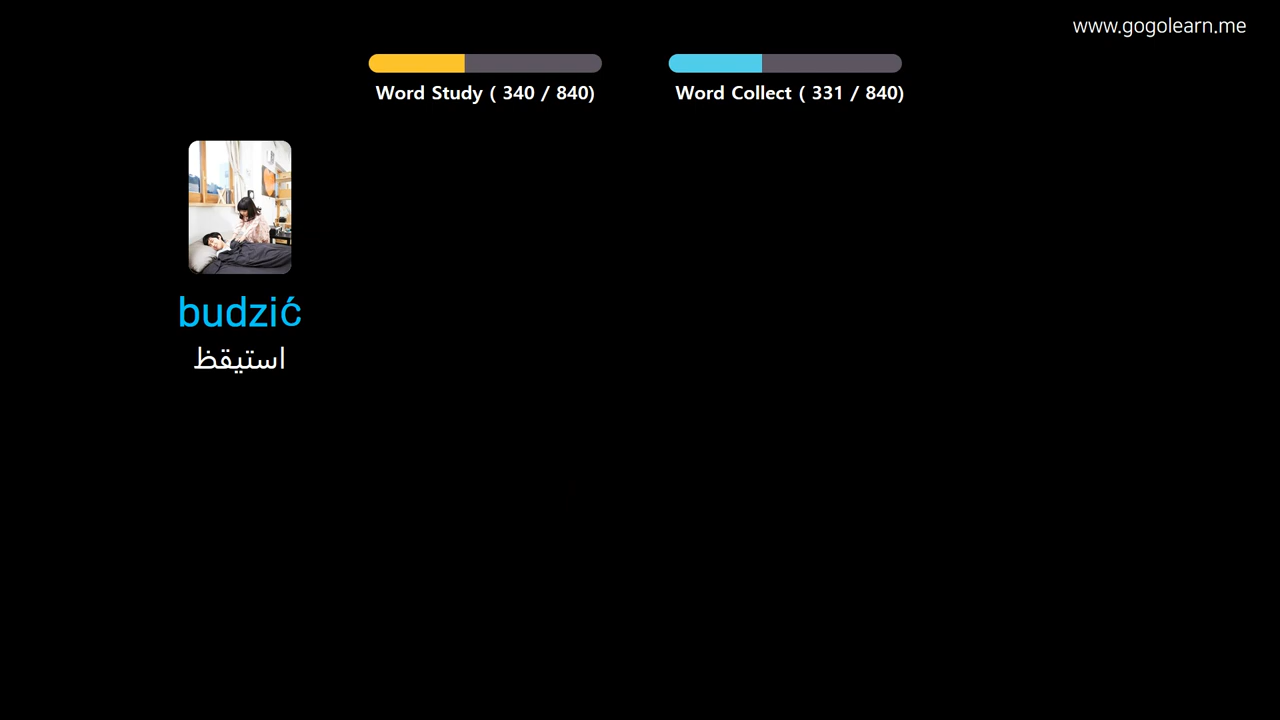 www.gogolearn.me
Word Study ( 340 / 840)
Word Collect ( 331 / 840)
budzić
استيقظ